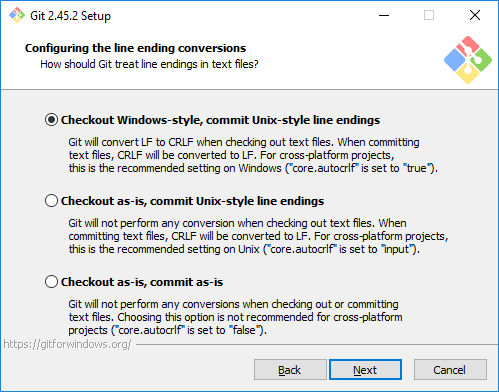 Git 2.45.2 Setup
Configuring the line ending conversions
How should Git treat line endings in text files?
Checkout Windows-style, commit Unix-style line endings
Git will convert LF to CRLF when checking out text files. When committing
text files, CRLF will be converted to LF. For cross-platform projects,
this is the recommended setting on Windows ("core.autocrlf" is set to "true").
Checkout as-is, commit Unix-style line endings
Git will not perform any conversion when checking out text files. When
committing text files, CRLF will be converted to LF. For cross-platform projects,
this is the recommended setting on Unix ("core.autocrlf" is set to "input").
Checkout as-is, commit as-is
Git will not perform any conversions when checking out or committing
text files. Choosing this option is not recommended for cross-platform
projects ("core.autocrlf" is set to "false").
https://gitforwindows.org/
Back Next Cancel